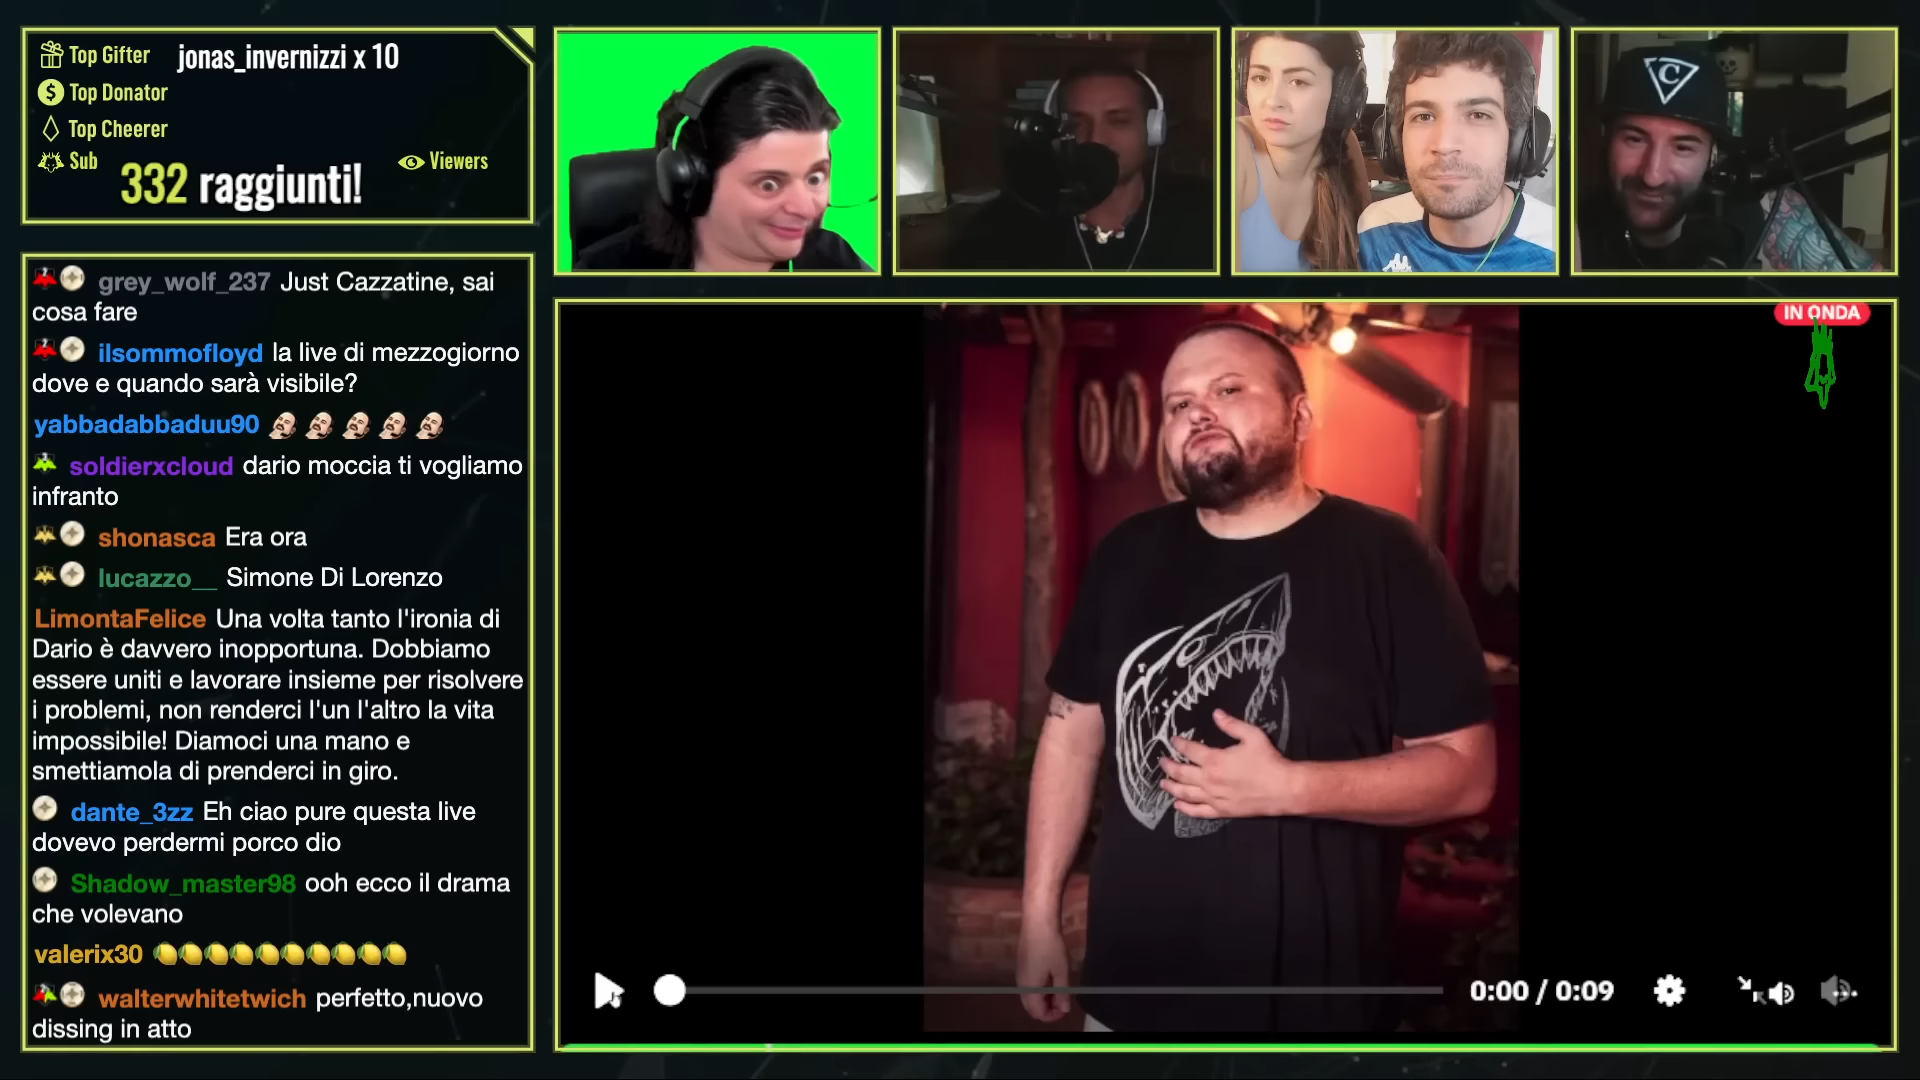 Top Gifter jonas_invernizzi x 10
Top Donator
Top Cheerer
Sub
332 raggiunti!
Viewers
grey_wolf_237 Just Cazzatine, sai
cosa fare
ilsommofloyd la live di mezzogiorno
dove e quando sarà visibile?
yabbadabbaduu90
soldierxcloud dario moccia ti vogliamo
infranto
shonasca Era ora
lucazzo__ Simone Di Lorenzo
LimontaFelice Una volta tanto l'ironia di
Dario è davvero inopportuna. Dobbiamo
essere uniti e lavorare insieme per risolvere
i problemi, non renderci l'un l'altro la vita
impossibile! Diamoci una mano e
smettiamola di prenderci in giro.
dante_3zz Eh ciao pure questa live
dovevo perdermi porco dio
Shadow_master98 ooh ecco il drama
che volevano
valerix30 🍋🍋🍋🍋🍋🍋🍋🍋🍋🍋
walterwhitetwich perfetto,nuovo
dissing in atto
C
IN ONDA
0:00 / 0:09